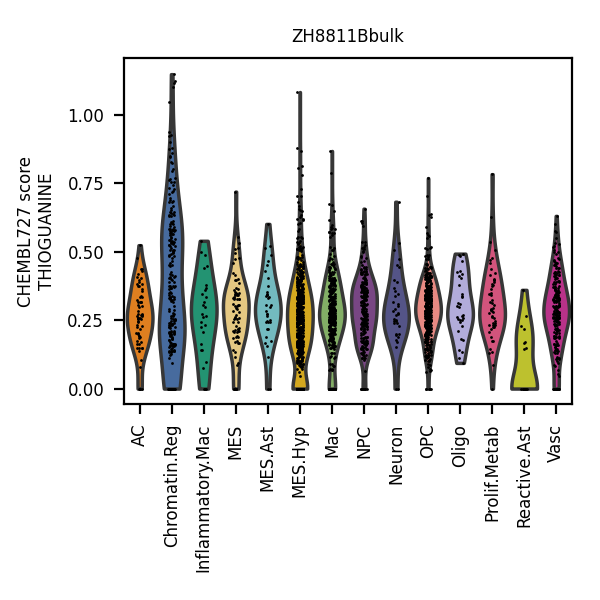 ZH8811Bbulk
CHEMBL727 score
THIOGUANINE
1.00
0.75
0.50
0.25
0.00
AC
Chromatin.Reg
Inflammatory.Mac
MES
MES.Ast
MES.Hyp
Mac
NPC
Neuron
OPC
Oligo
Prolif.Metab
Reactive.Ast
Vasc